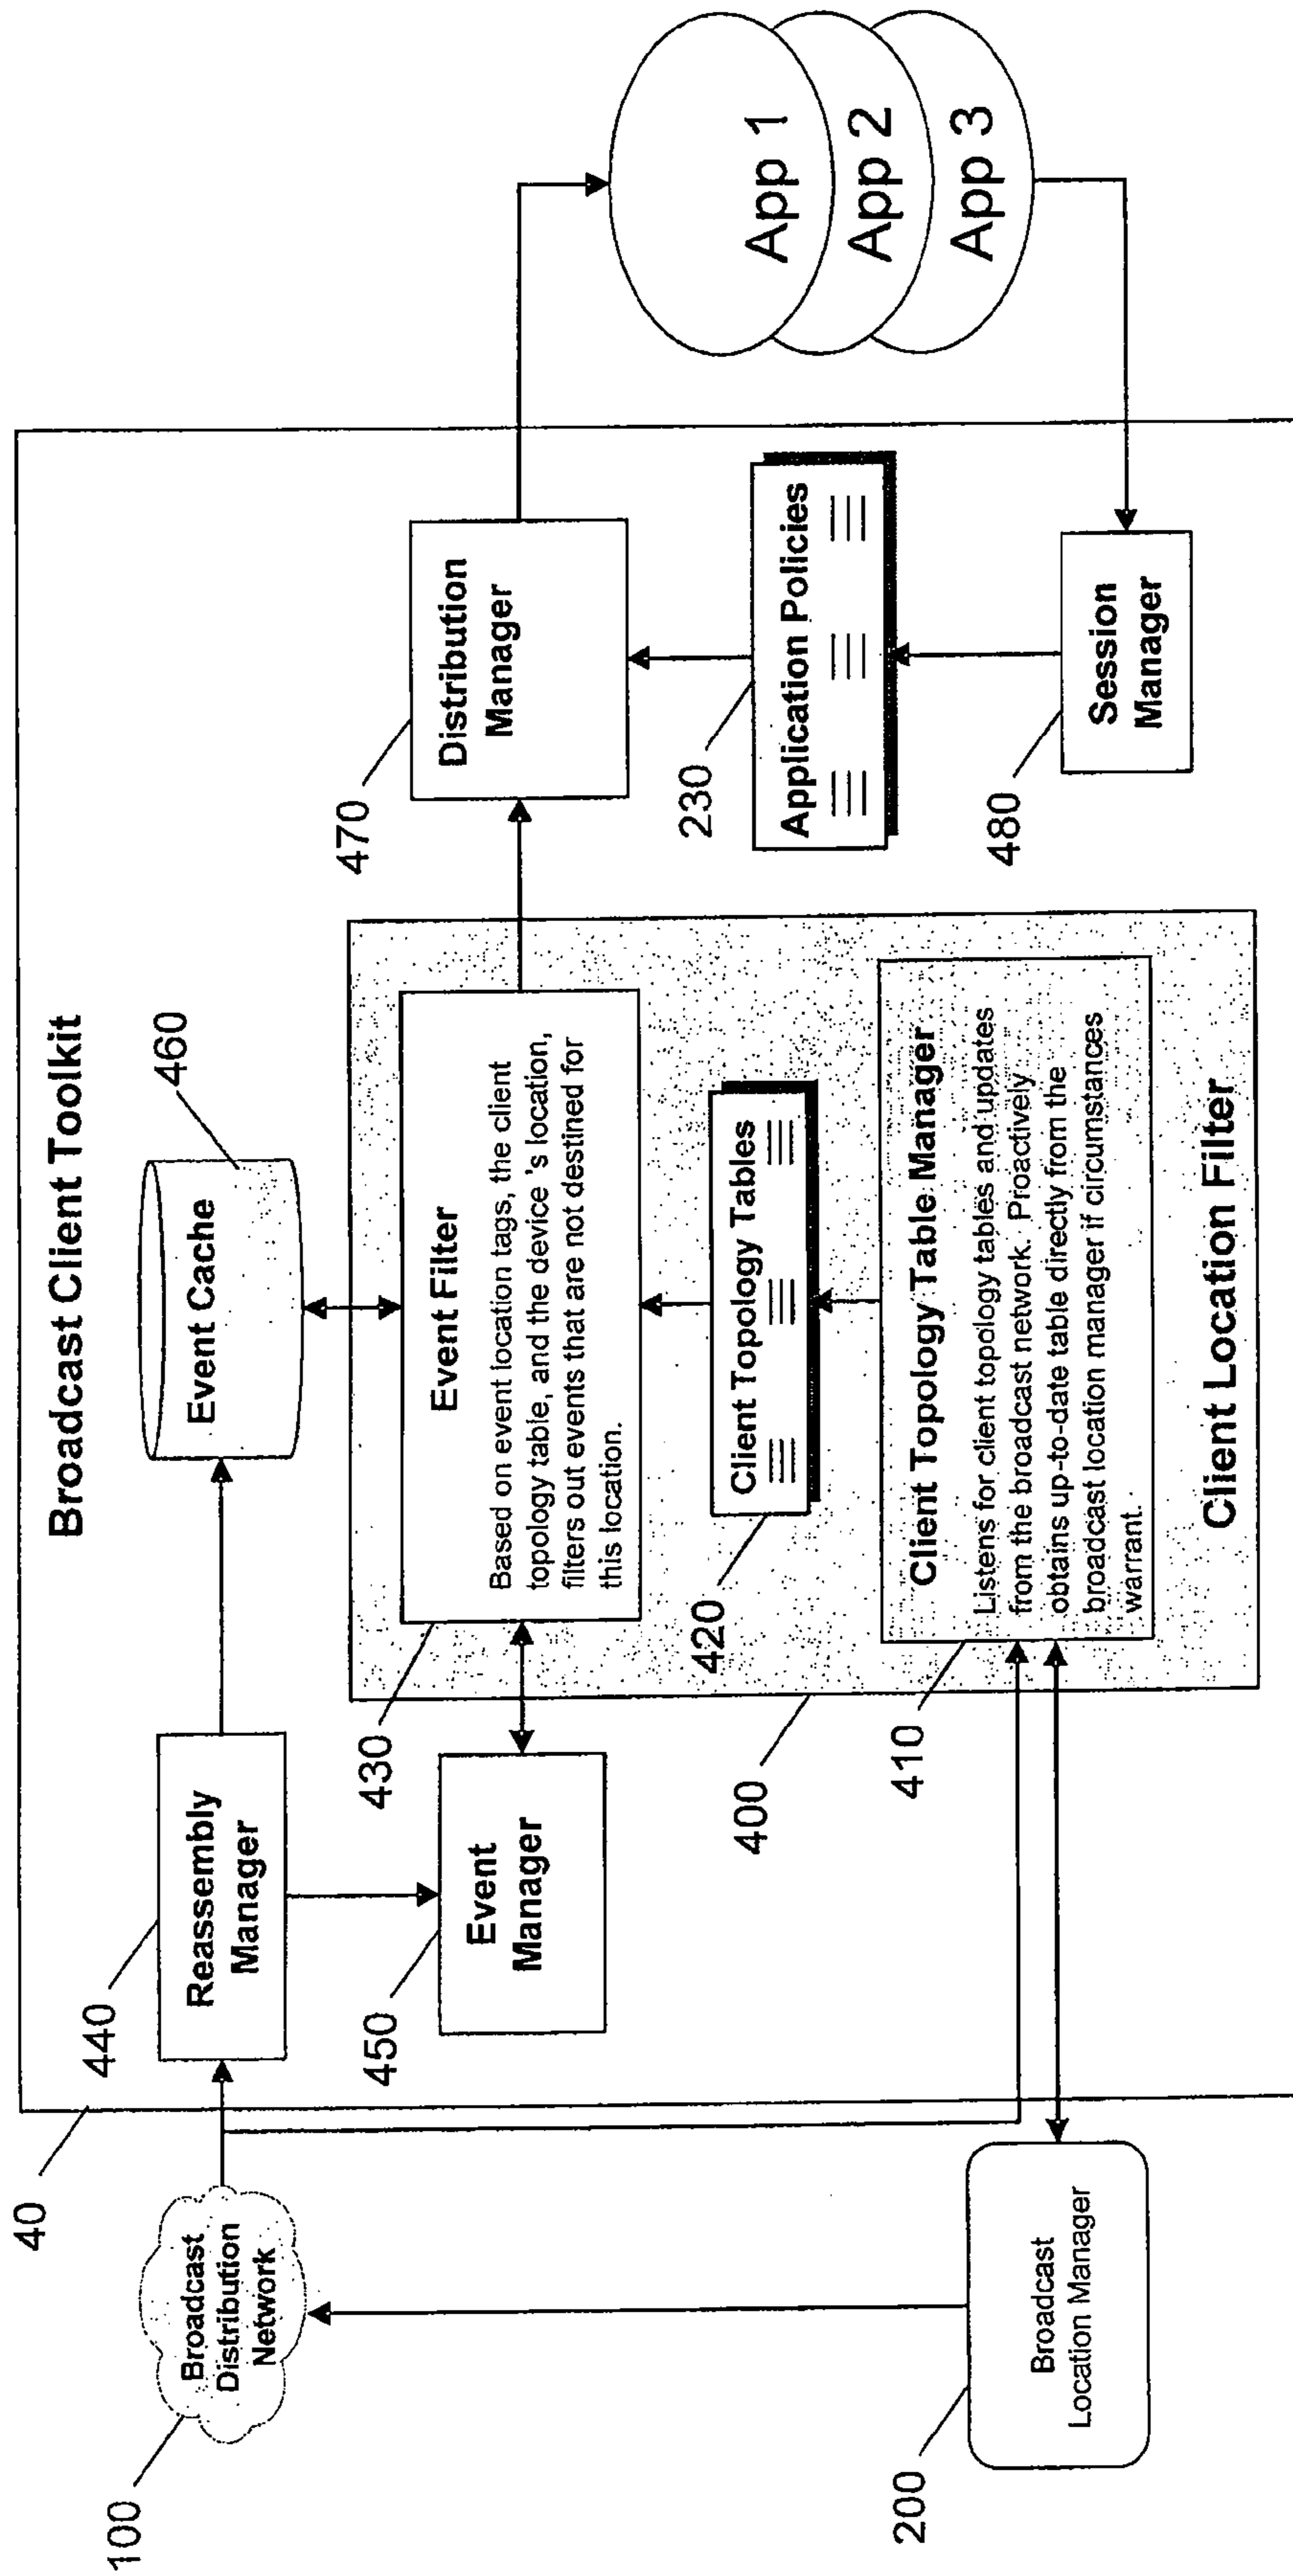 Broadcast Client Toolkit
40
100
Broadcast
Distribution
Network
440
Reassembly
Manager
Event Cache
460
450
Event
Manager
430
Event Filter
Based on event location tags, the client
topology table, and the device 's location,
filters out events that are not destined for
this location.
470
Distribution
Manager
App 1
App 2
App 3
420
Client Topology Tables
230
Application Policies
400
410
Client Topology Table Manager
Listens for client topology tables and updates
from the broadcast network. Proactively
obtains up-to-date table directly from the
broadcast location manager if circumstances
warrant.
Client Location Filter
480
Session
Manager
200
Broadcast
Location Manager